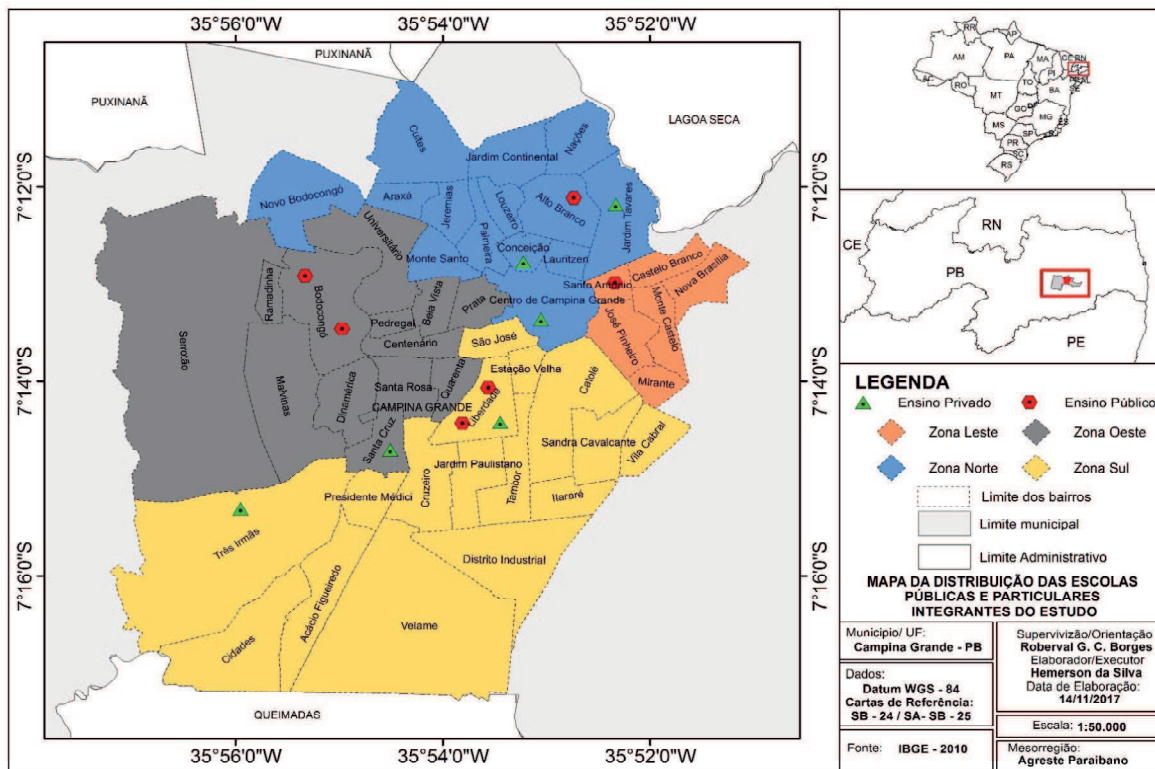 35°56'0"W
35°54'0"W
35°52'0"W
PUXINANÃ
PUXINANÃ
LAGOA SECA
7°12'0"S
7°12'0"S
7°14'0"S
7°14'0"S
7°16'0"S
7°16'0"S
Cuités
Nações
Jardim Continental
Novo Bodocongó
Araxá
Jeremias
Louzeiro
Alto Branco
Jardim Tavares
Universitário
Palmeira
Conceição
Monte Santo
Lauritzen
Castelo Branco
Nova Brasília
Santo Antônio
Ramadinha
Bodocongó
Bela Vista
Prata
Centro de Campina Grande
José Pinheiro
Monte Castelo
Serrotão
Pedregal
Centenário
São José
Malvinas
Dinamérica
Santa Rosa
Quarenta
Estação Velha
Catolé
Mirante
CAMPINA GRANDE
Liberdade
Santa Cruz
Sandra Cavalcante
Vila Cabral
Jardim Paulistano
Presidente Médici
Cruzeiro
Tambor
Itararé
Três Irmãs
Distrito Industrial
Acácio Figueiredo
Velame
Cidades
QUEIMADAS
35°56'0"W
35°54'0"W
35°52'0"W
RR
AP
AM
PA
MA
CE
RN
PI
AC
RO
TO
AL
SE
MT
BA
GO
DF
MG
ES
MS
SP
RJ
PR
SC
RS
RN
CE
PB
PE
LEGENDA
Ensino Privado
Ensino Público
Zona Leste
Zona Oeste
Zona Norte
Zona Sul
Limite dos bairros
Limite municipal
Limite Administrativo
MAPA DA DISTRIBUIÇÃO DAS ESCOLAS
PÚBLICAS E PARTICULARES
INTEGRANTES DO ESTUDO
Município/ UF:
Campina Grande - PB
Dados:
Datum WGS - 84
Cartas de Referência:
SB - 24 / SA- SB - 25
Fonte: IBGE - 2010
Supervizão/Orientação
Roberval G. C. Borges
Elaborador/Executor
Hemerson da Silva
Data de Elaboração:
14/11/2017
Escala: 1:50.000
Mesorregião:
Agreste Paraibano